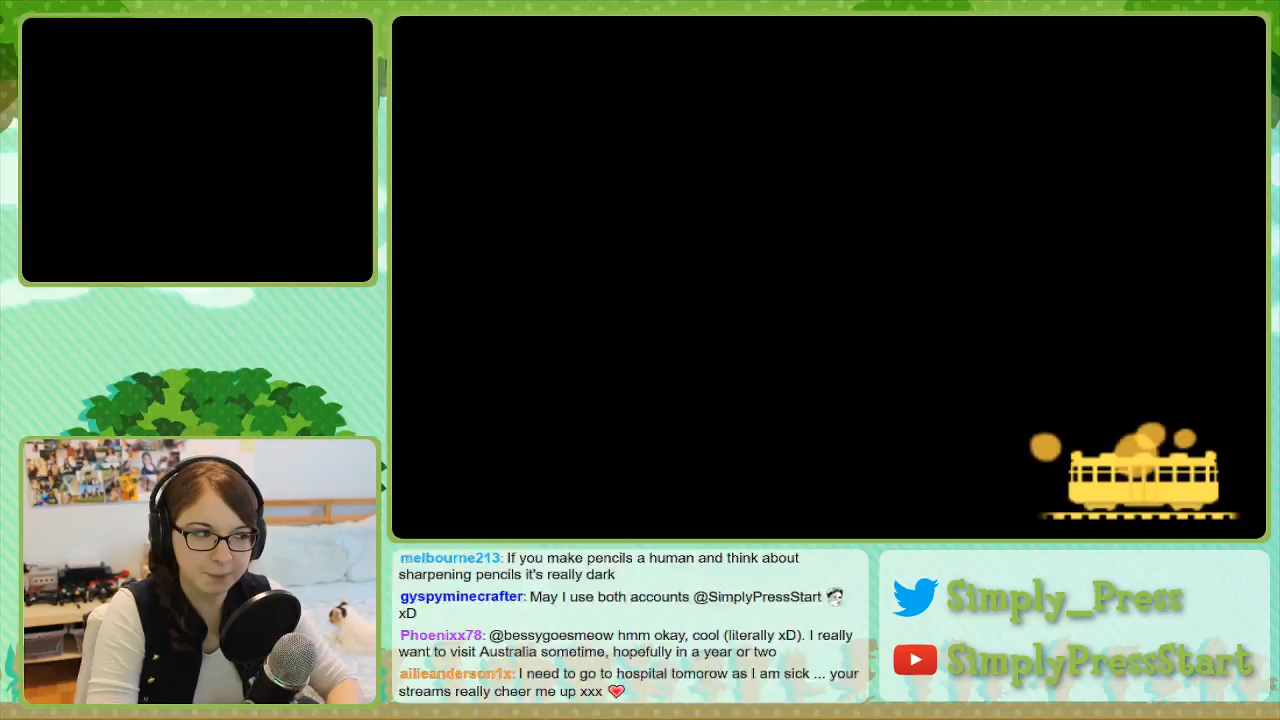 melbourne213: If you make pencils a human and think about
sharpening pencils it's really dark
gyspyminecrafter: May I use both accounts @SimplyPressStart
xD
Phoenixx78: @bessygoesmeow hmm okay, cool (literally xD). I really
want to visit Australia sometime, hopefully in a year or two
ailieanderson1x: I need to go to hospital tomorow as I am sick ... your
streams really cheer me up xxx
Simply_Press
SimplyPressStart